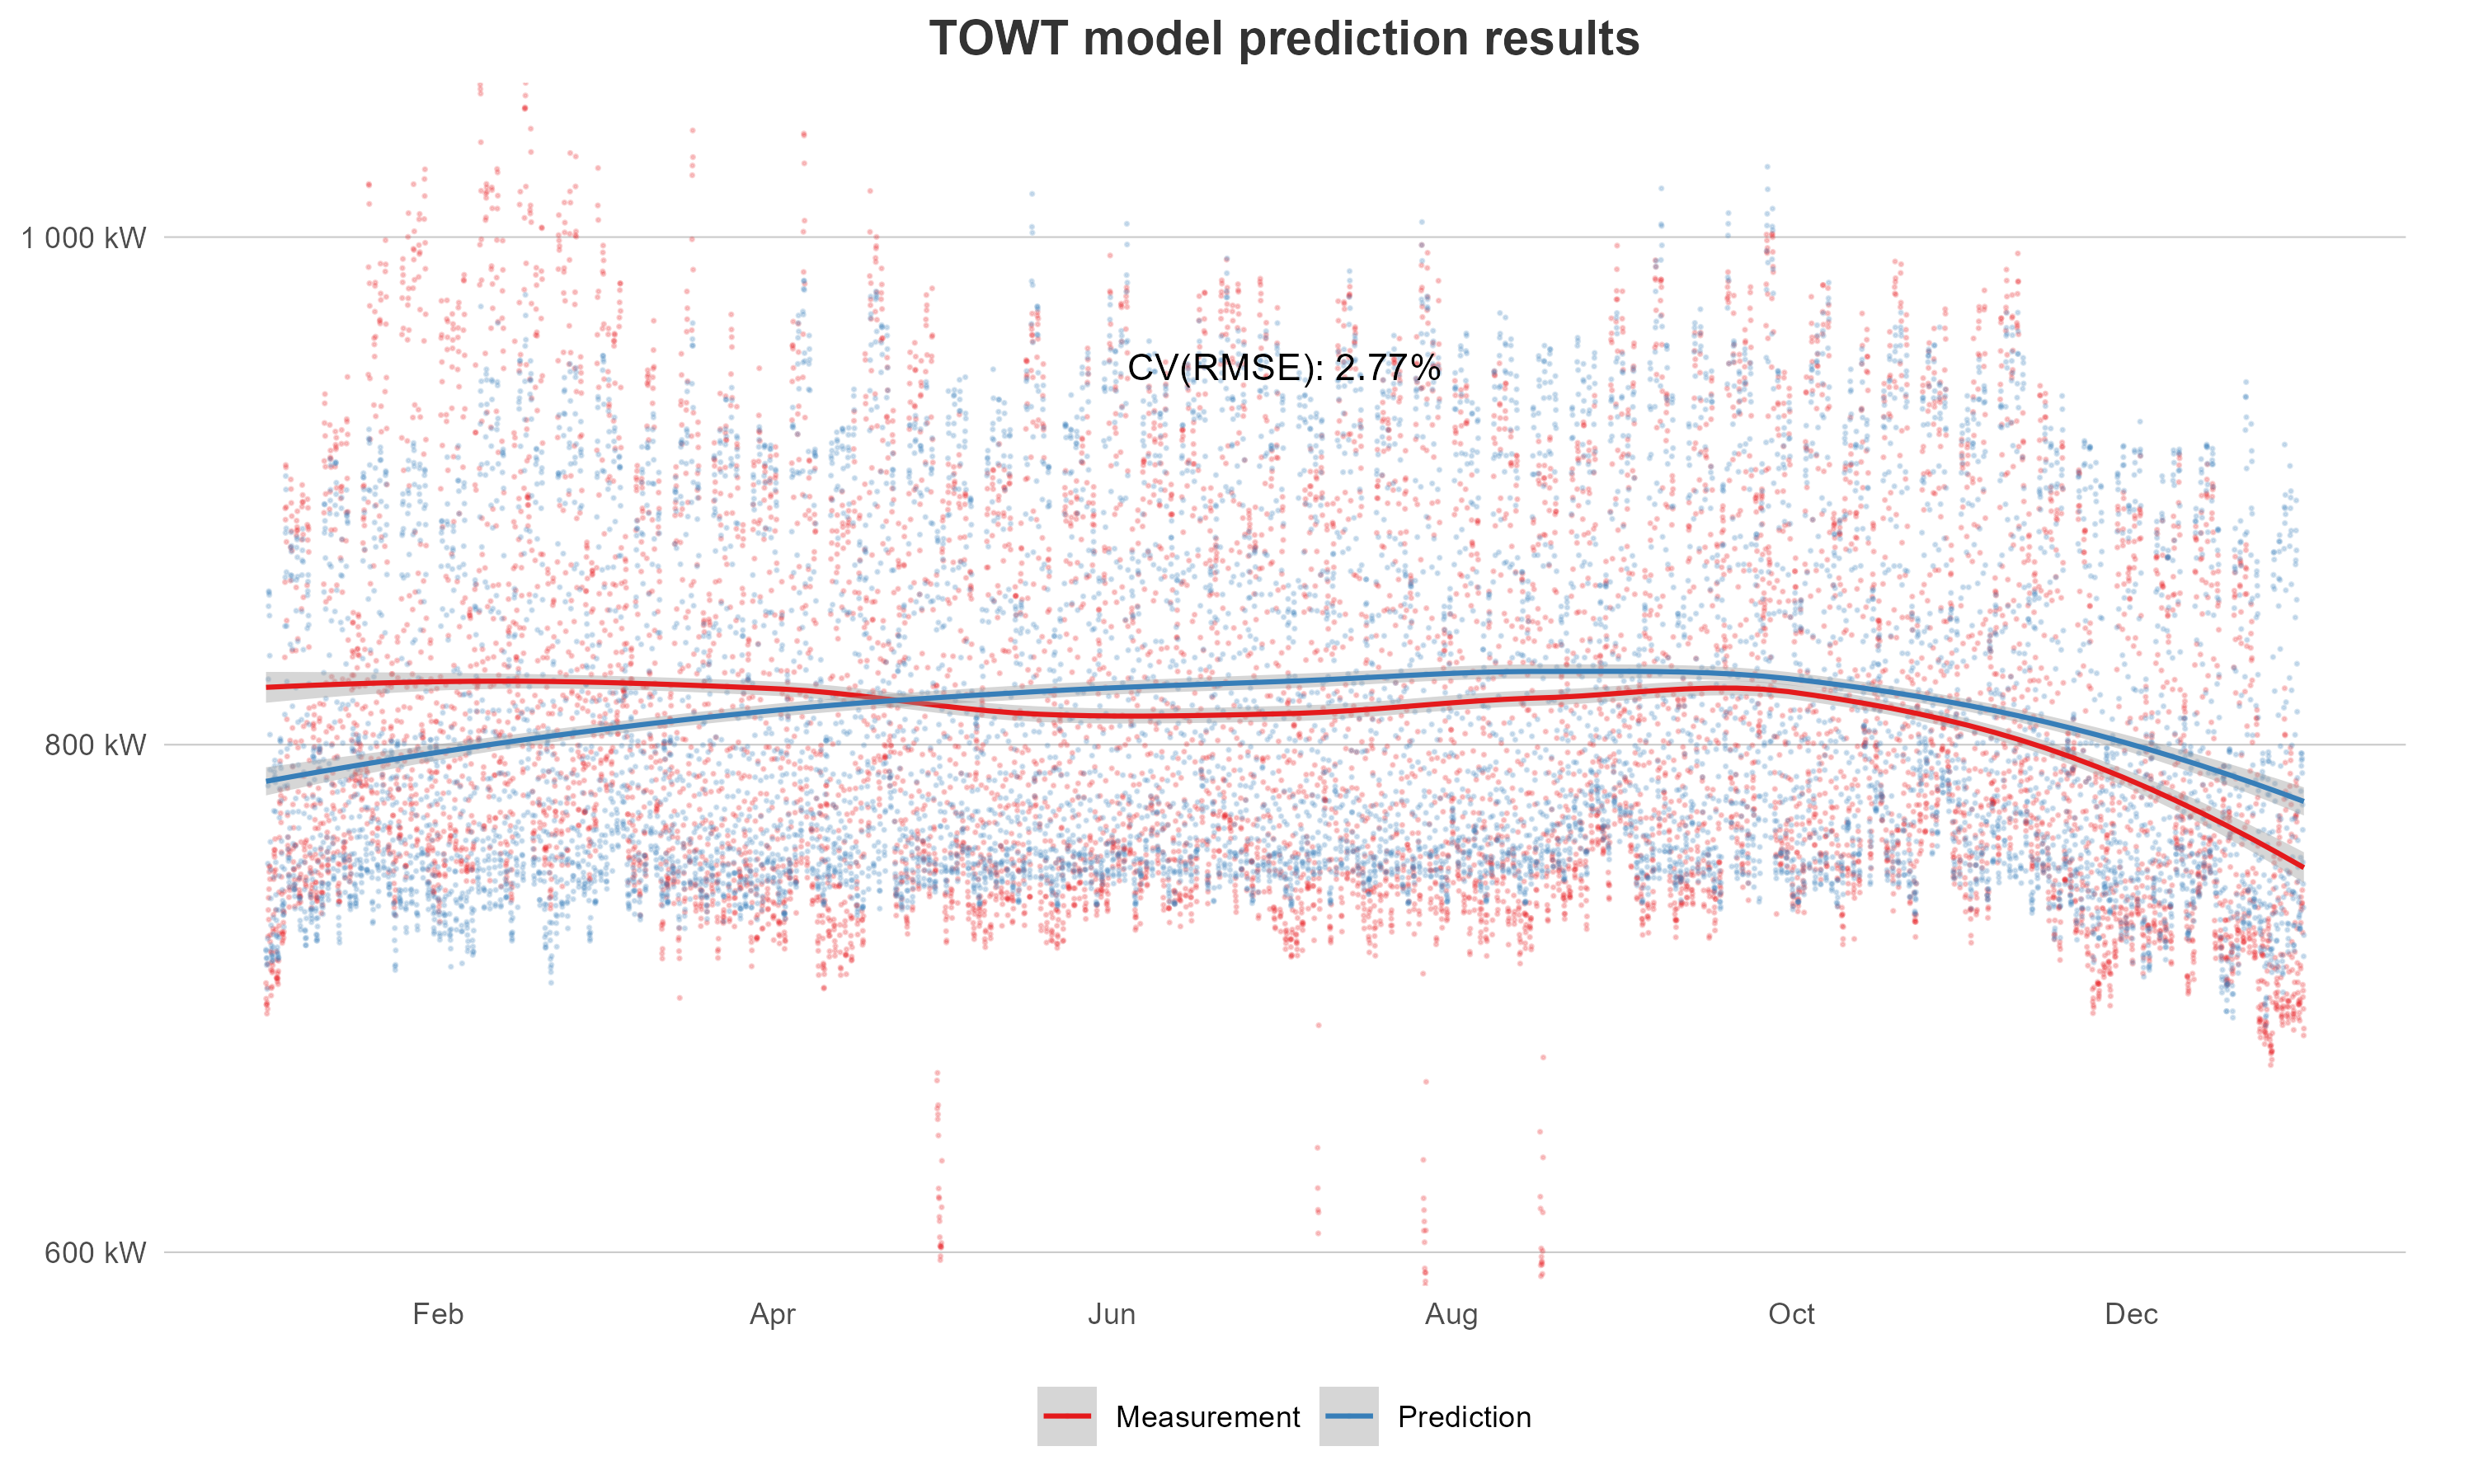 TOWT model prediction results
1 000 kW
CV(RMSE): 2.77%
800 kW
600 kW
Feb Apr Jun Aug Oct Dec
Measurement Prediction